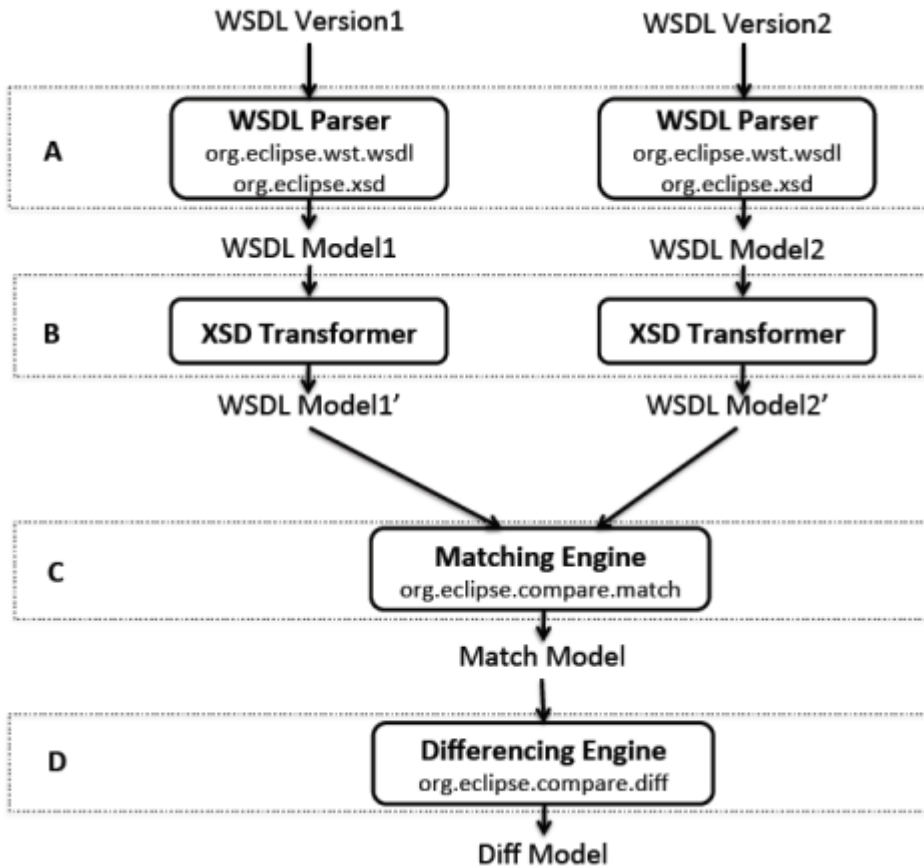 WSDL Version1
WSDL Version2
A
WSDL Parser
org.eclipse.wst.wsdl
org.eclipse.xsd
WSDL Parser
org.eclipse.wst.wsdl
org.eclipse.xsd
WSDL Model1
WSDL Model2
B
XSD Transformer
XSD Transformer
WSDL Model1’
WSDL Model2’
C
Matching Engine
org.eclipse.compare.match
Match Model
D
Differencing Engine
org.eclipse.compare.diff
Diff Model